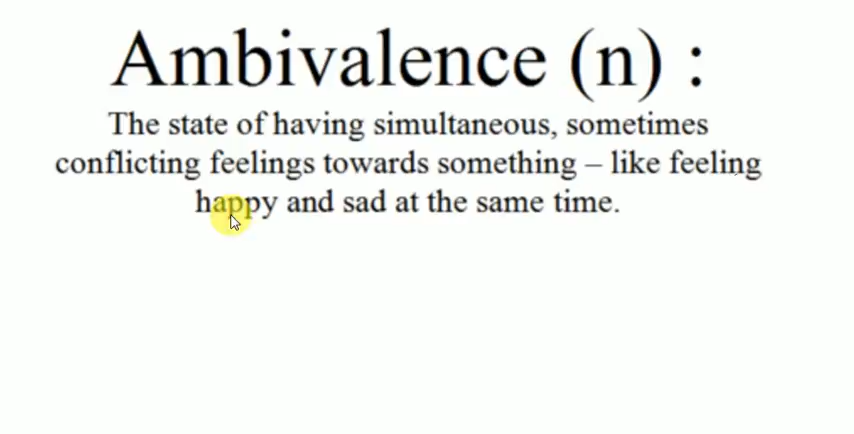 Ambivalence (n) :
The state of having simultaneous, sometimes
conflicting feelings towards something – like feeling
happy and sad at the same time.